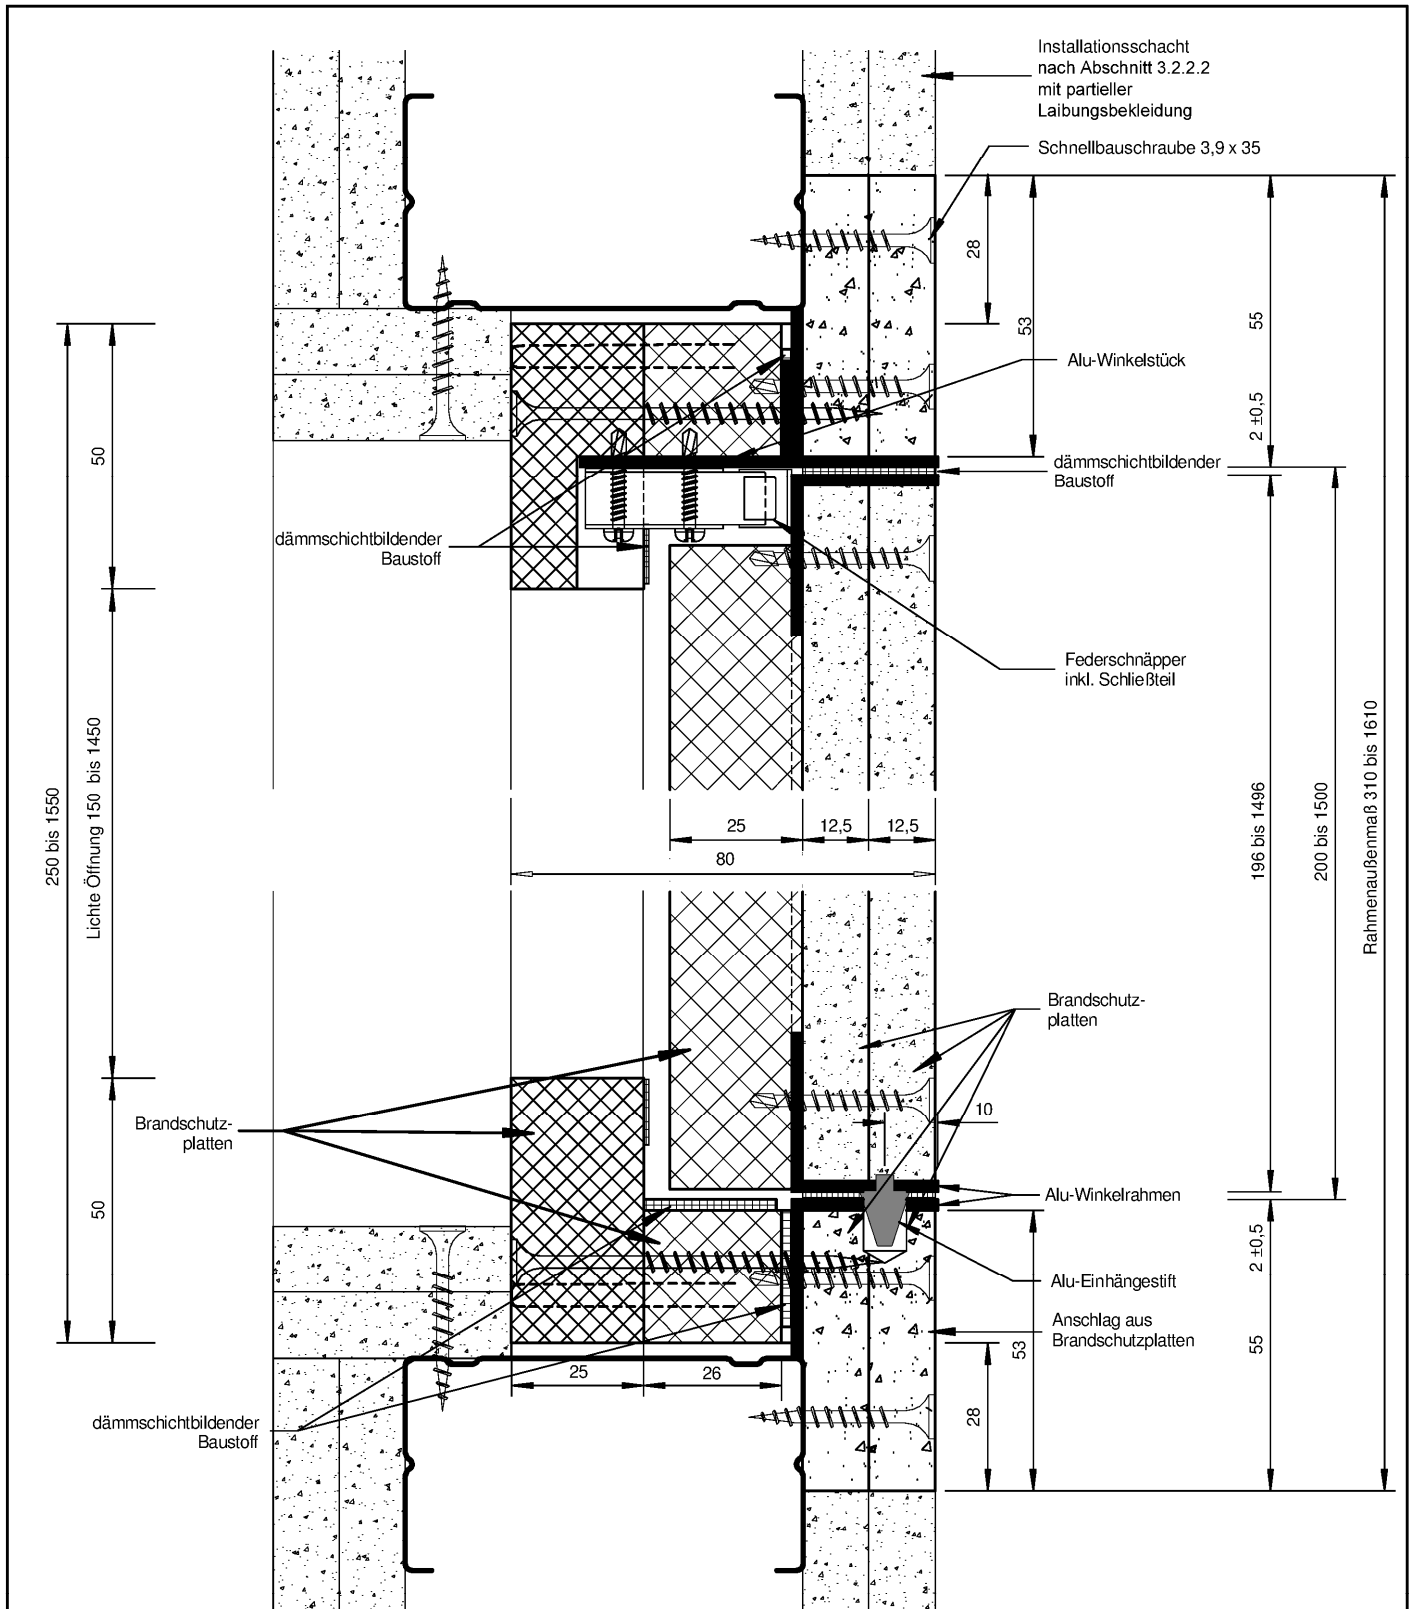 Installationsschacht
nach Abschnitt 3.2.2.2
mit partieller
Laibungsbekleidung
Schnellbauschraube 3,9 x 35
28
53
55
Alu-Winkelstück
2 ±0,5
50
dämmschichtbildender
Baustoff
dämmschichtbildender
Baustoff
Federschnäpper
inkl. Schließteil
250 bis 1550
Lichte Öffnung 150 bis 1450
25
12,5
12,5
80
196 bis 1496
200 bis 1500
Rahmenaußenmaß 310 bis 1610
Brandschutz-
platten
10
Brandschutz-
platten
Alu-Winkelrahmen
50
2 ±0,5
Alu-Einhängestift
Anschlag aus
Brandschutzplatten
53
55
25
26
28
dämmschichtbildender
Baustoff